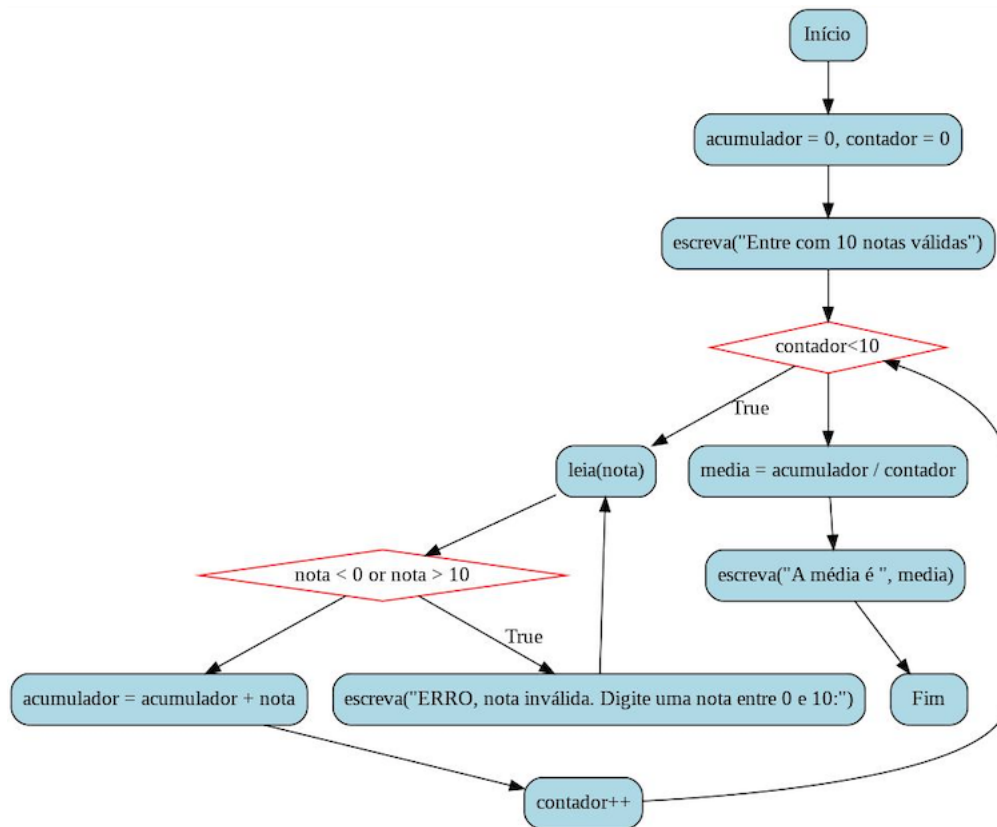 Início
acumulador = 0, contador = 0
escreva("Entre com 10 notas válidas")
contador<10
True
leia(nota)
media = acumulador / contador
nota < 0 or nota > 10
escreva("A média é ", media)
True
acumulador = acumulador + nota
escreva("ERRO, nota inválida. Digite uma nota entre 0 e 10:")
Fim
contador++